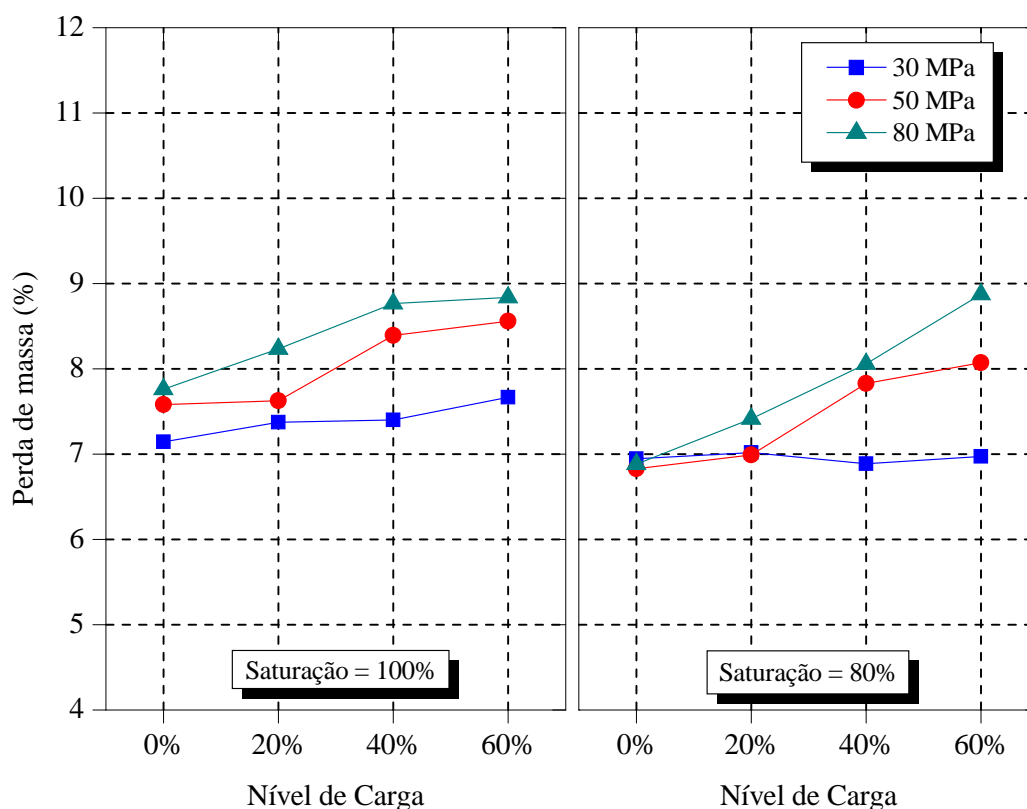 12
11
10
9
8
7
6
5
4
Perda de massa (%)
30 MPa
50 MPa
80 MPa
Saturação = 100%
Saturação = 80%
0% 20% 40% 60%
0% 20% 40% 60%
Nível de Carga
Nível de Carga